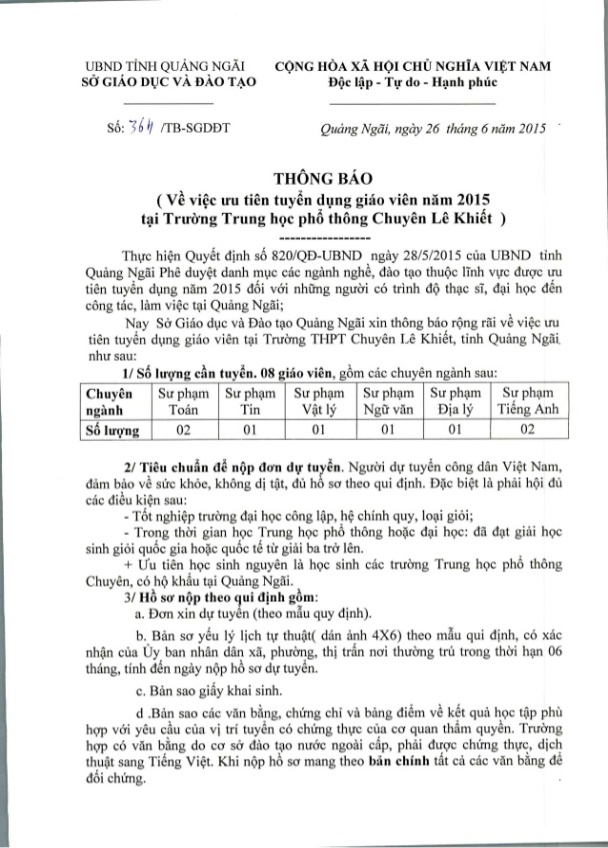 UBND TỈNH QUẢNG NGÃI
SỞ GIÁO DỤC VÀ ĐÀO TẠO
CỘNG HÒA XÃ HỘI CHỦ NGHĨA VIỆT NAM
Độc lập - Tự do - Hạnh phúc
Số: 364 /TB-SGDĐT
Quảng Ngãi, ngày 26 tháng 6 năm 2015
THÔNG BÁO
( Về việc ưu tiên tuyển dụng giáo viên năm 2015
tại Trường Trung học phổ thông Chuyên Lê Khiết )
-----------------
Thực hiện Quyết định số 820/QĐ-UBND ngày 28/5/2015 của UBND tỉnh
Quảng Ngãi Phê duyệt danh mục các ngành nghề, đào tạo thuộc lĩnh vực được ưu
tiên tuyển dụng năm 2015 đối với những người có trình độ thạc sĩ, đại học đến
công tác, làm việc tại Quảng Ngãi;
Nay Sở Giáo dục và Đào tạo Quảng Ngãi xin thông báo rộng rãi về việc ưu
tiên tuyển dụng giáo viên tại Trường THPT Chuyên Lê Khiết, tỉnh Quảng Ngãi
như sau:
1/ Số lượng cần tuyển. 08 giáo viên, gồm các chuyên ngành sau:
Chuyên ngành Sư phạm Toán Sư phạm Tin Sư phạm Vật lý Sư phạm Ngữ văn Sư phạm Địa lý Sư phạm Tiếng Anh
Số lượng 02 01 01 01 01 02
2/ Tiêu chuẩn để nộp đơn dự tuyển. Người dự tuyển công dân Việt Nam,
đảm bảo về sức khỏe, không dị tật, đủ hồ sơ theo qui định. Đặc biệt là phải hội đủ
các điều kiện sau:
- Tốt nghiệp trường đại học công lập, hệ chính quy, loại giỏi;
- Trong thời gian học Trung học phổ thông hoặc đại học: đã đạt giải học
sinh giỏi quốc gia hoặc quốc tế từ giải ba trở lên.
+ Ưu tiên học sinh nguyên là học sinh các trường Trung học phổ thông
Chuyên, có hộ khẩu tại Quảng Ngãi.
3/ Hồ sơ nộp theo qui định gồm:
a. Đơn xin dự tuyển (theo mẫu quy định).
b. Bản sơ yếu lý lịch tự thuật( dán ảnh 4X6) theo mẫu qui định, có xác
nhận của Ủy ban nhân dân xã, phường, thị trấn nơi thường trú trong thời hạn 06
tháng, tính đến ngày nộp hồ sơ dự tuyển.
c. Bản sao giấy khai sinh.
d .Bản sao các văn bằng, chứng chỉ và bảng điểm về kết quả học tập phù
hợp với yêu cầu của vị trí tuyển có chứng thực của cơ quan thẩm quyền. Trường
hợp có văn bằng do cơ sở đào tạo nước ngoài cấp, phải được chứng thực, dịch
thuật sang Tiếng Việt. Khi nộp hồ sơ mang theo bản chính tất cả các văn bằng để
đối chứng.